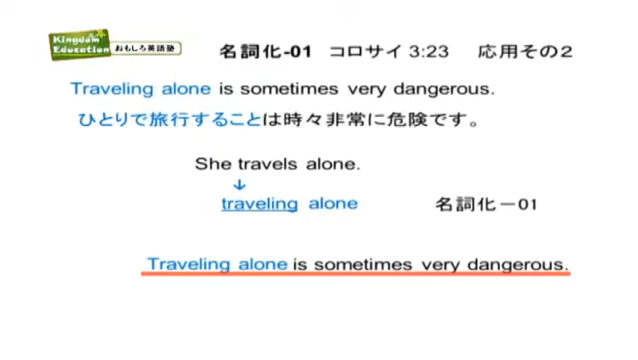 Kingdom
Education おもしろ英語塾
名詞化-01 コロサイ 3:23 応用その2
Traveling alone is sometimes very dangerous.
ひとりで旅行することは時々非常に危険です。
She travels alone.
↓
traveling alone 名詞化－01
Traveling alone is sometimes very dangerous.